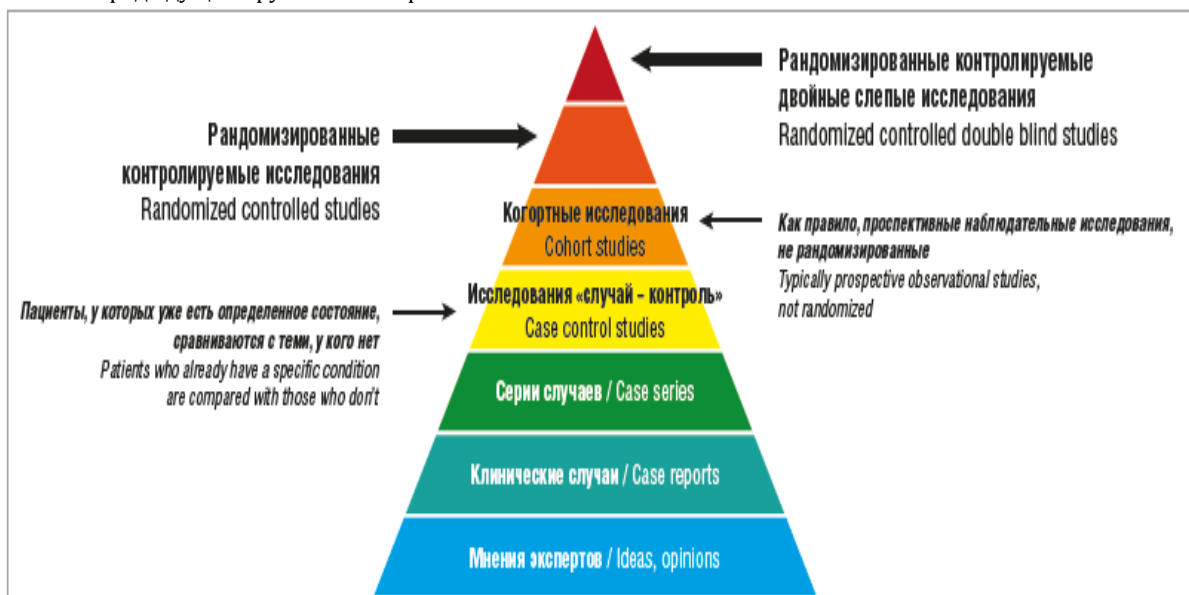 Рандомизированные контролируемые
двойные слепые исследования
Randomized controlled double blind studies
Рандомизированные
контролируемые исследования
Randomized controlled studies
Когортные исследования
Cohort studies
Как правило, проспективные наблюдательные исследования,
не рандомизированные
Typically prospective observational studies,
not randomized
Исследования «случай – контроль»
Case control studies
Пациенты, у которых уже есть определенное состояние,
сравниваются с теми, у кого нет
Patients who already have a specific condition
are compared with those who don't
Серии случаев / Case series
Клинические случаи / Case reports
Мнения экспертов / Ideas, opinions